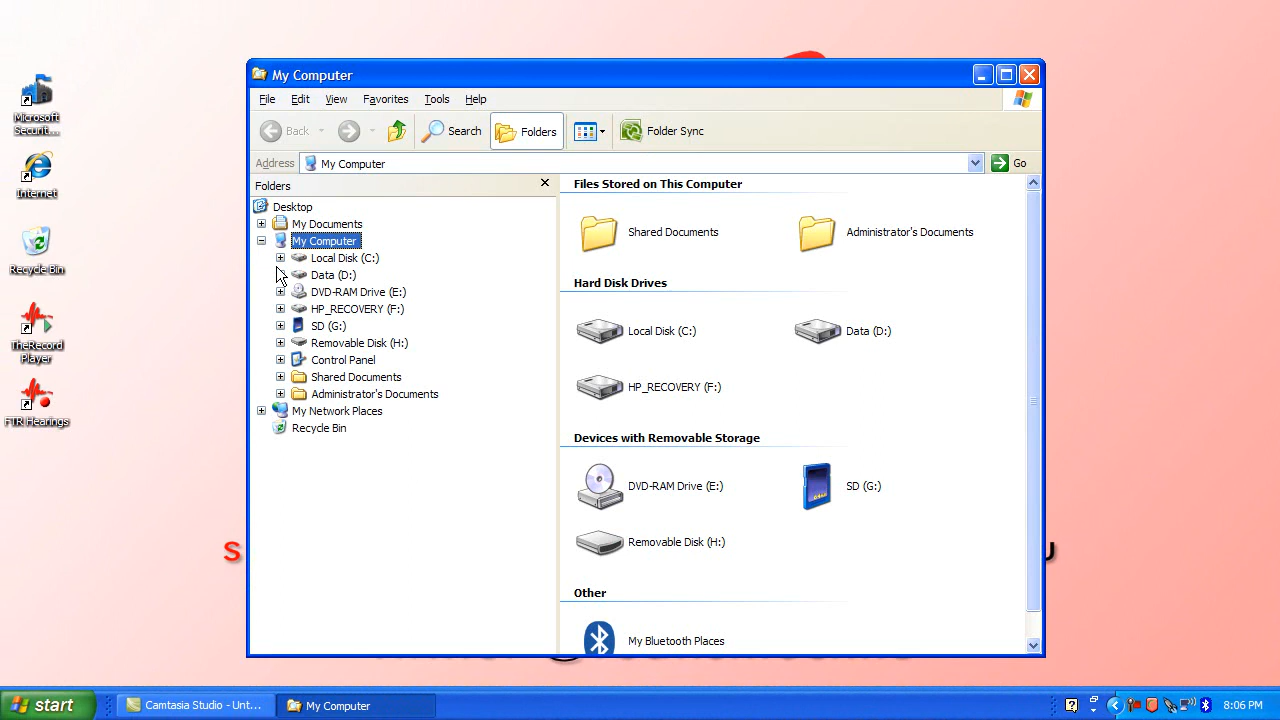 Microsoft
Securit...
Internet
Recycle Bin
TheRecord
Player
FTR Hearings
My Computer
File Edit View Favorites Tools Help
Back Search Folders Folder Sync
Address My Computer Go
Folders
Desktop
My Documents
My Computer
Local Disk (C:)
Data (D:)
DVD-RAM Drive (E:)
HP_RECOVERY (F:)
SD (G:)
Removable Disk (H:)
Control Panel
Shared Documents
Administrator's Documents
My Network Places
Recycle Bin
Files Stored on This Computer
Shared Documents Administrator's Documents
Hard Disk Drives
Local Disk (C:) Data (D:)
HP_RECOVERY (F:)
Devices with Removable Storage
DVD-RAM Drive (E:) SD (G:)
Removable Disk (H:)
Other
My Bluetooth Places
start Camtasia Studio - Unt... My Computer 8:06 PM